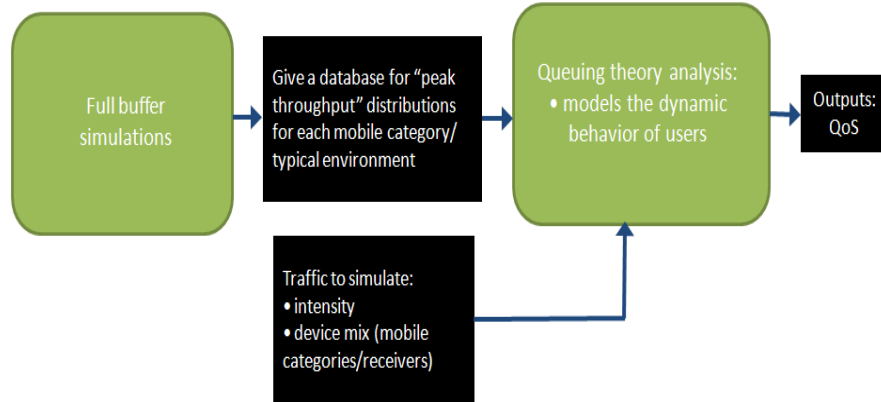 Full buffer
simulations
Give a database for “peak
throughput” distributions
for each mobile category/
typical environment
Queuing theory analysis:
• models the dynamic
behavior of users
Outputs:
QoS
Traffic to simulate:
• intensity
• device mix (mobile
categories/receivers)